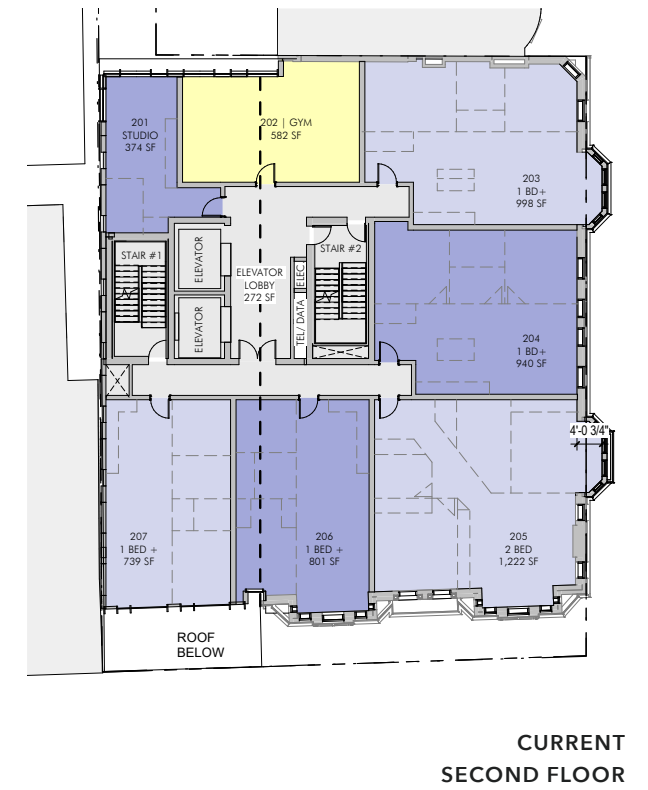 201
STUDIO
374 SF
202 | GYM
582 SF
203
1 BD+
998 SF
STAIR #1
ELEVATOR
ELEVATOR
ELEVATOR
LOBBY
272 SF
ELEC
TEL/ DATA
STAIR #2
204
1 BD+
940 SF
4'-0 3/4"
207
1 BED +
739 SF
206
1 BED +
801 SF
205
2 BED
1,222 SF
ROOF
BELOW
CURRENT
SECOND FLOOR